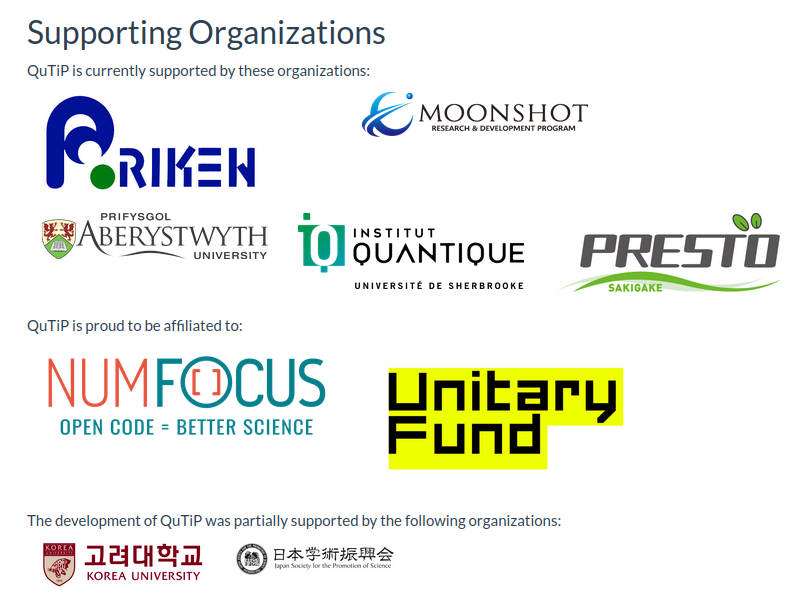 Supporting Organizations
QuTiP is currently supported by these organizations:
RIKEN
MOONSHOT
RESEARCH & DEVELOPMENT PROGRAM
PRIFYSGOL
ABERYSTWYTH
UNIVERSITY
iQ
INSTITUT
QUANTIQUE
UNIVERSITÉ DE SHERBROOKE
PRESTO
SAKIGAKE
QuTiP is proud to be affiliated to:
NUMFOCUS
OPEN CODE = BETTER SCIENCE
Unitary
Fund
The development of QuTiP was partially supported by the following organizations:
KOREA
고려대학교
KOREA UNIVERSITY
日本学術振興会
Japan Society for the Promotion of Science